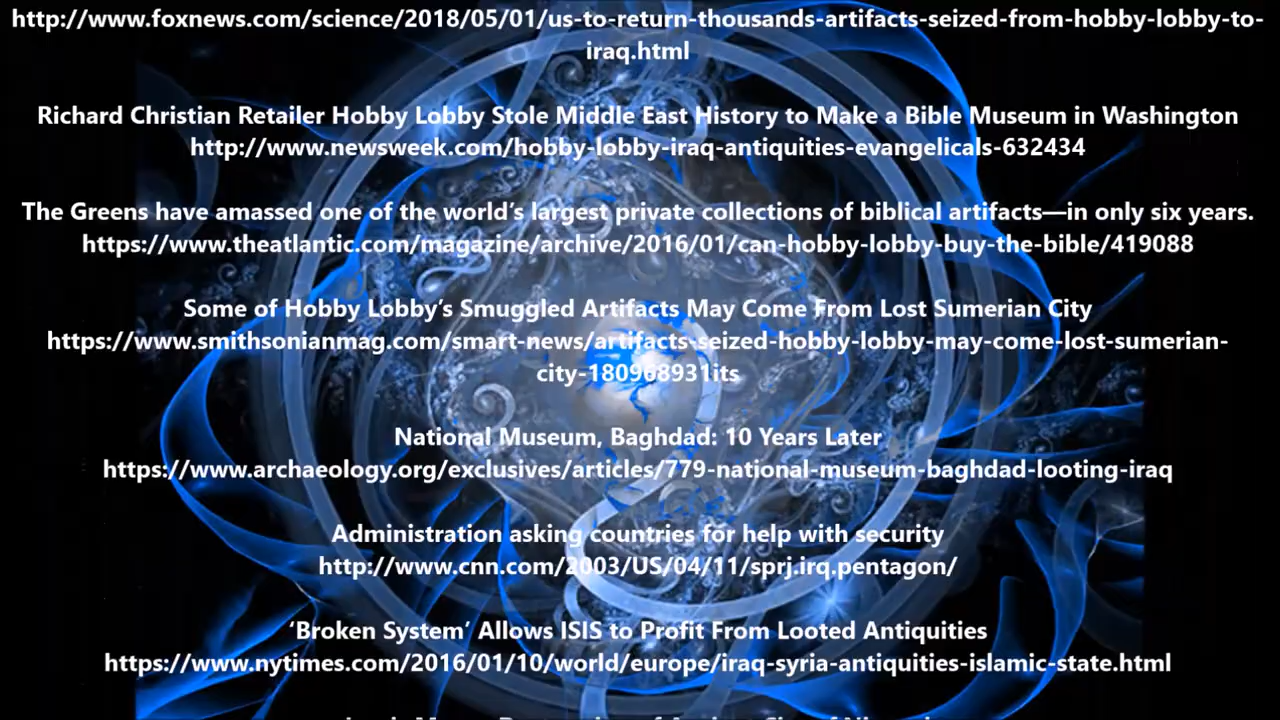 http://www.foxnews.com/science/2018/05/01/us-to-return-thousands-artifacts-seized-from-hobby-lobby-to-
iraq.html
Richard Christian Retailer Hobby Lobby Stole Middle East History to Make a Bible Museum in Washington
http://www.newsweek.com/hobby-lobby-iraq-antiquities-evangelicals-632434
The Greens have amassed one of the world’s largest private collections of biblical artifacts—in only six years.
https://www.theatlantic.com/magazine/archive/2016/01/can-hobby-lobby-buy-the-bible/419088
Some of Hobby Lobby’s Smuggled Artifacts May Come From Lost Sumerian City
https://www.smithsonianmag.com/smart-news/artifacts-seized-hobby-lobby-may-come-lost-sumerian-
city-180968931its
National Museum, Baghdad: 10 Years Later
https://www.archaeology.org/exclusives/articles/779-national-museum-baghdad-looting-iraq
Administration asking countries for help with security
http://www.cnn.com/2003/US/04/11/sprj.irq.pentagon/
‘Broken System’ Allows ISIS to Profit From Looted Antiquities
https://www.nytimes.com/2016/01/10/world/europe/iraq-syria-antiquities-islamic-state.html